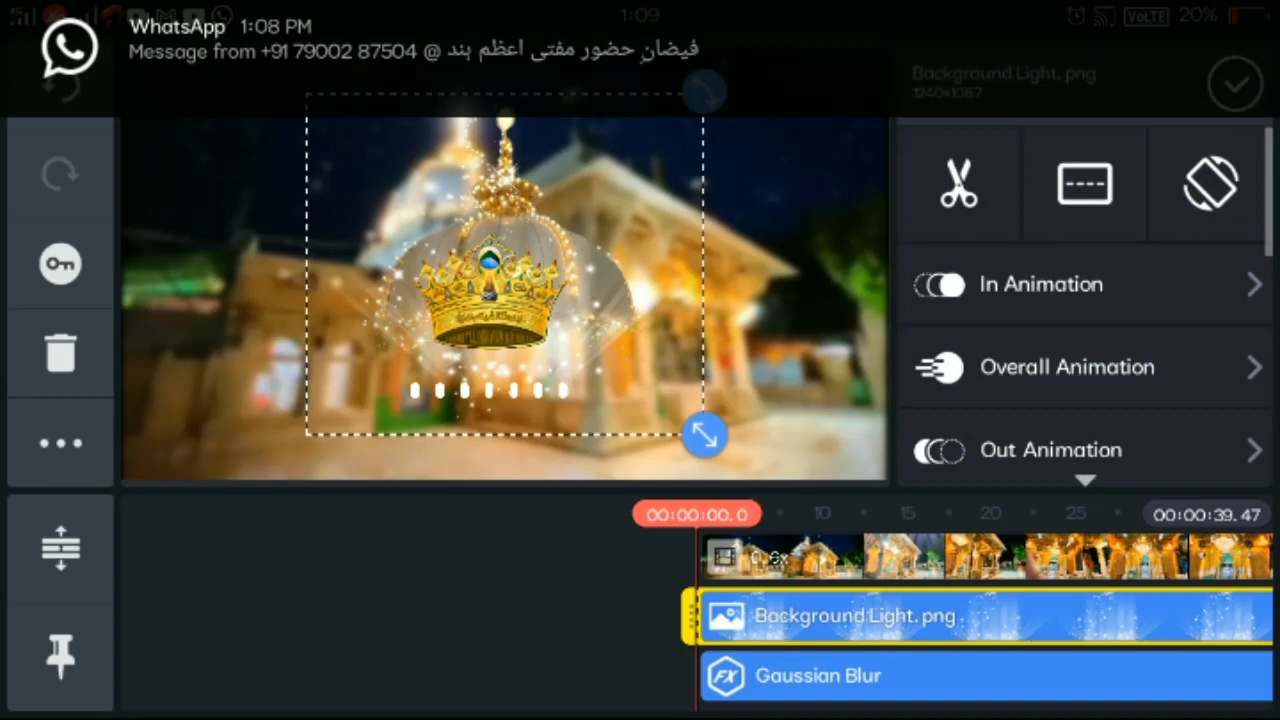 1:09
VoLTE 20%
WhatsApp 1:08 PM
Message from +91 79002 87504 @ فیضانِ حضور مفتی اعظم ہند
Background Light.png
In Animation
Overall Animation
Out Animation
00:00:00.0 10 15 20 25 00:00:39.47
Background Light.png
FX Gaussian Blur